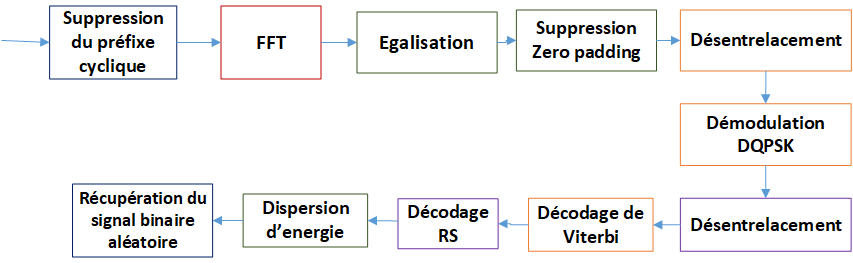 Suppression
du préfixe
cyclique
FFT
Egalisation
Suppression
Zero padding
Désentrelacement
Démodulation
DQPSK
Désentrelacement
Décodage de
Viterbi
Décodage
RS
Dispersion
d’energie
Récupération du
signal binaire
aléatoire